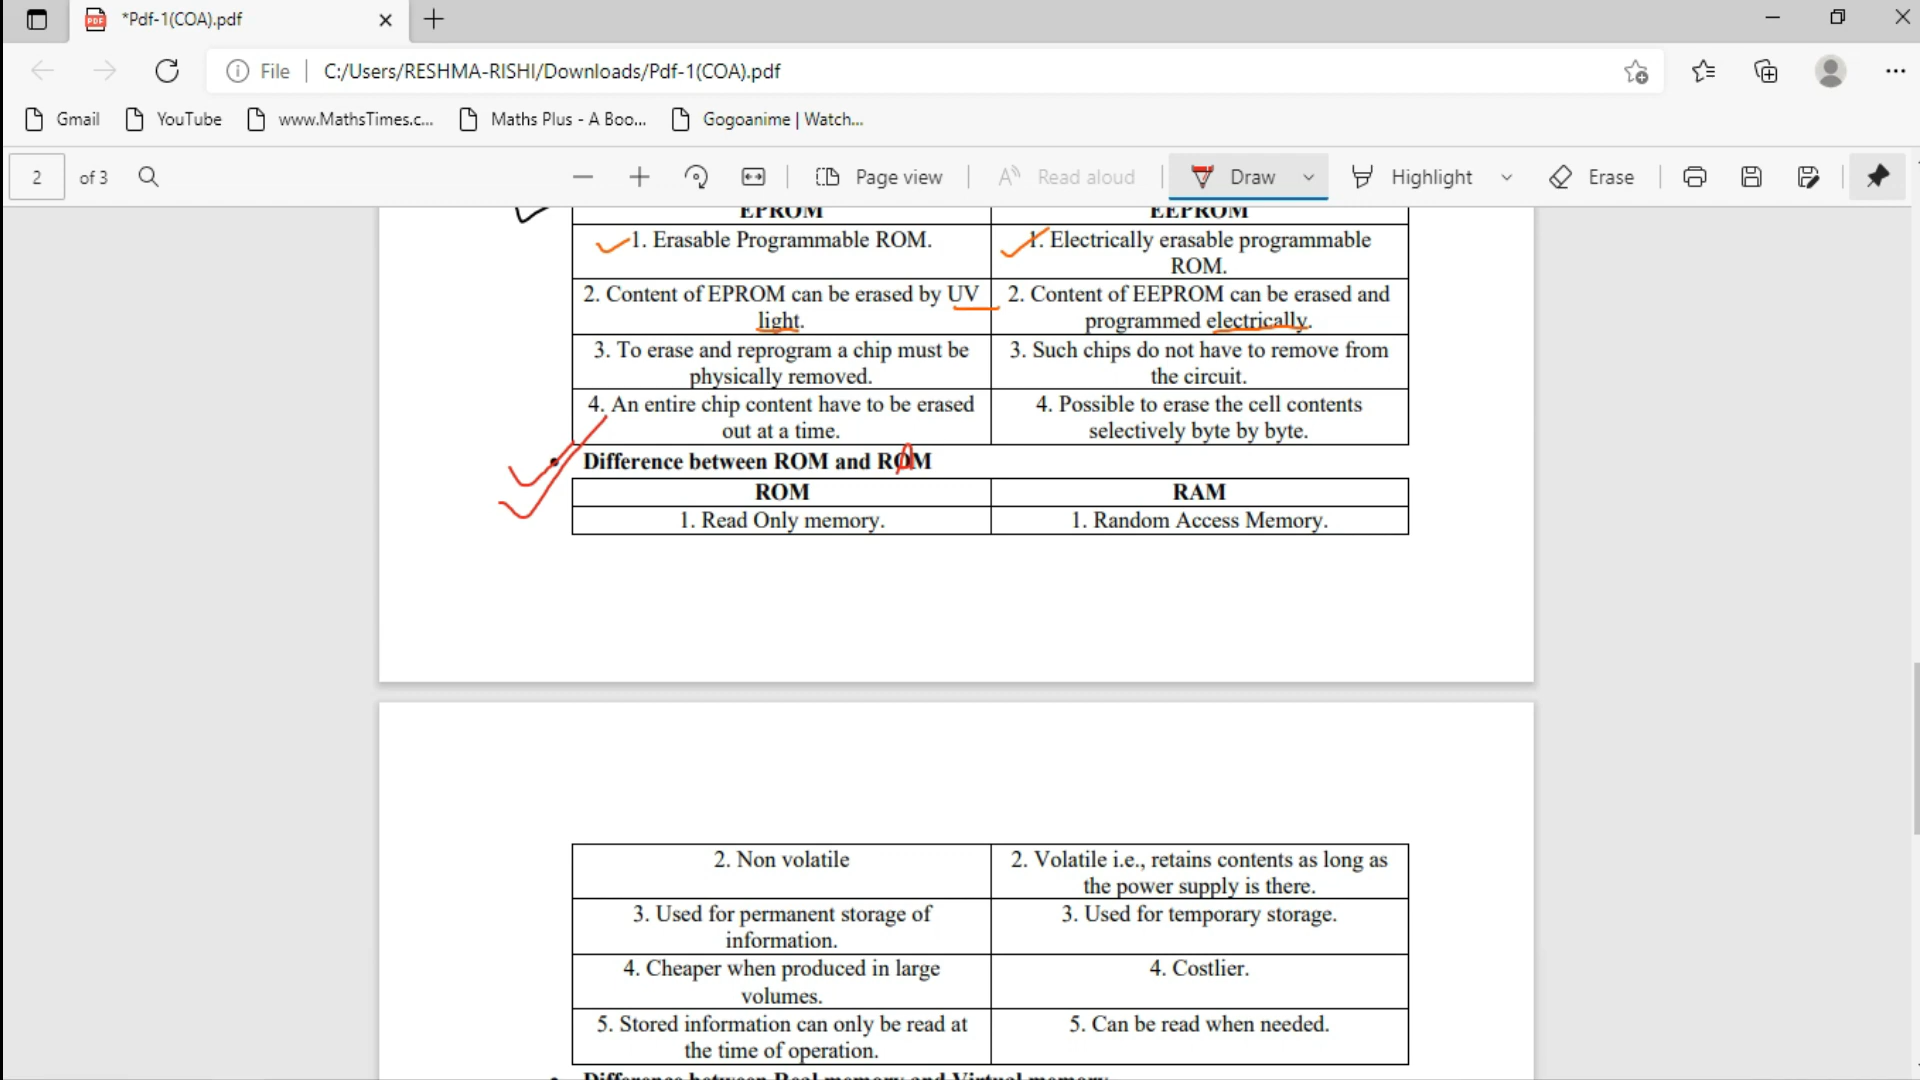 *Pdf-1(COA).pdf
File C:/Users/RESHMA-RISHI/Downloads/Pdf-1(COA).pdf
Gmail YouTube www.MathsTimes.c... Maths Plus - A Boo... Gogoanime | Watch...
2 of 3 Page view Read aloud Draw Highlight Erase
EPROM EEPROM
1. Erasable Programmable ROM. 1. Electrically erasable programmable
ROM.
2. Content of EPROM can be erased by UV 2. Content of EEPROM can be erased and
light. programmed electrically.
3. To erase and reprogram a chip must be 3. Such chips do not have to remove from
physically removed. the circuit.
4. An entire chip content have to be erased 4. Possible to erase the cell contents
out at a time. selectively byte by byte.
• Difference between ROM and ROM
A
ROM RAM
1. Read Only memory. 1. Random Access Memory.
2. Non volatile 2. Volatile i.e., retains contents as long as
the power supply is there.
3. Used for permanent storage of 3. Used for temporary storage.
information.
4. Cheaper when produced in large 4. Costlier.
volumes.
5. Stored information can only be read at 5. Can be read when needed.
the time of operation.
• Difference between Real memory and Virtual memory